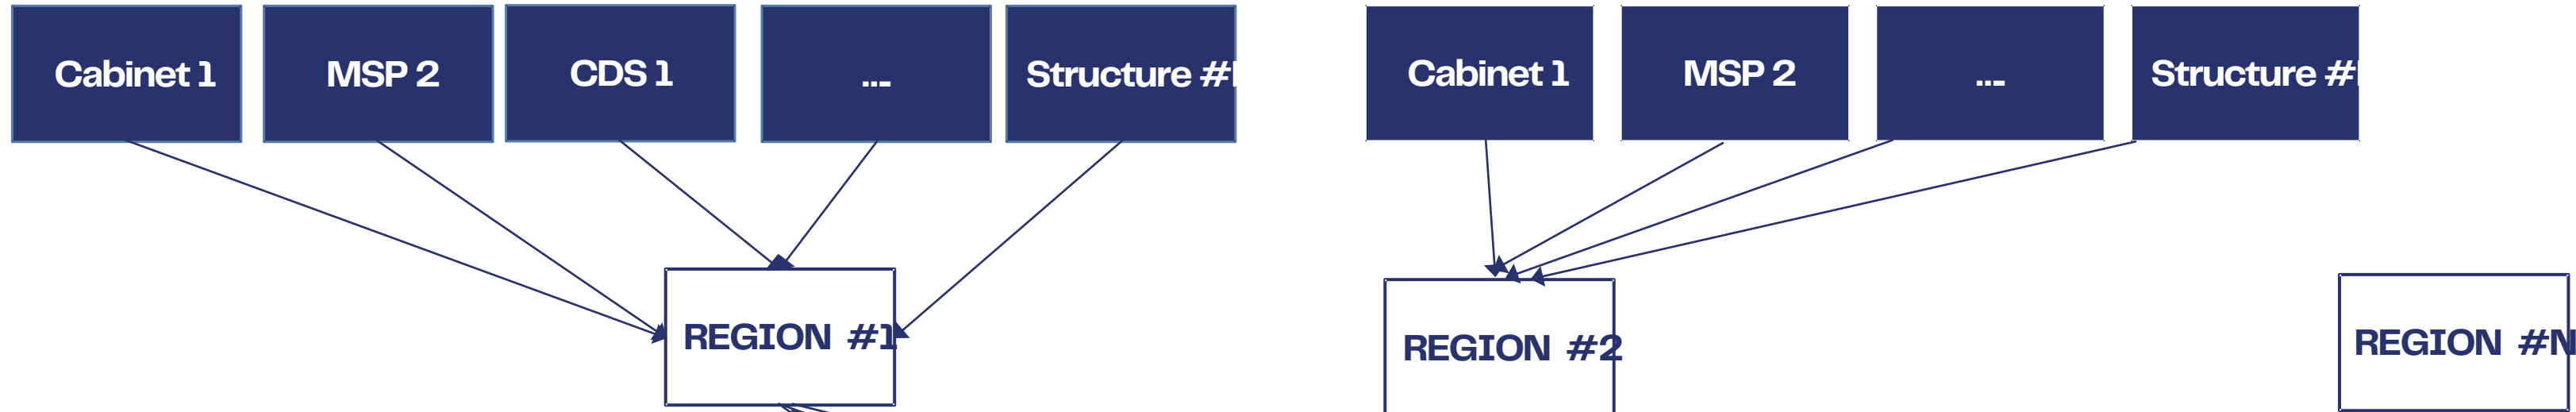 Cabinet 1
MSP 2
CDS 1
...
Structure #
Cabinet 1
MSP 2
...
Structure #
REGION #1
REGION #2
REGION #N